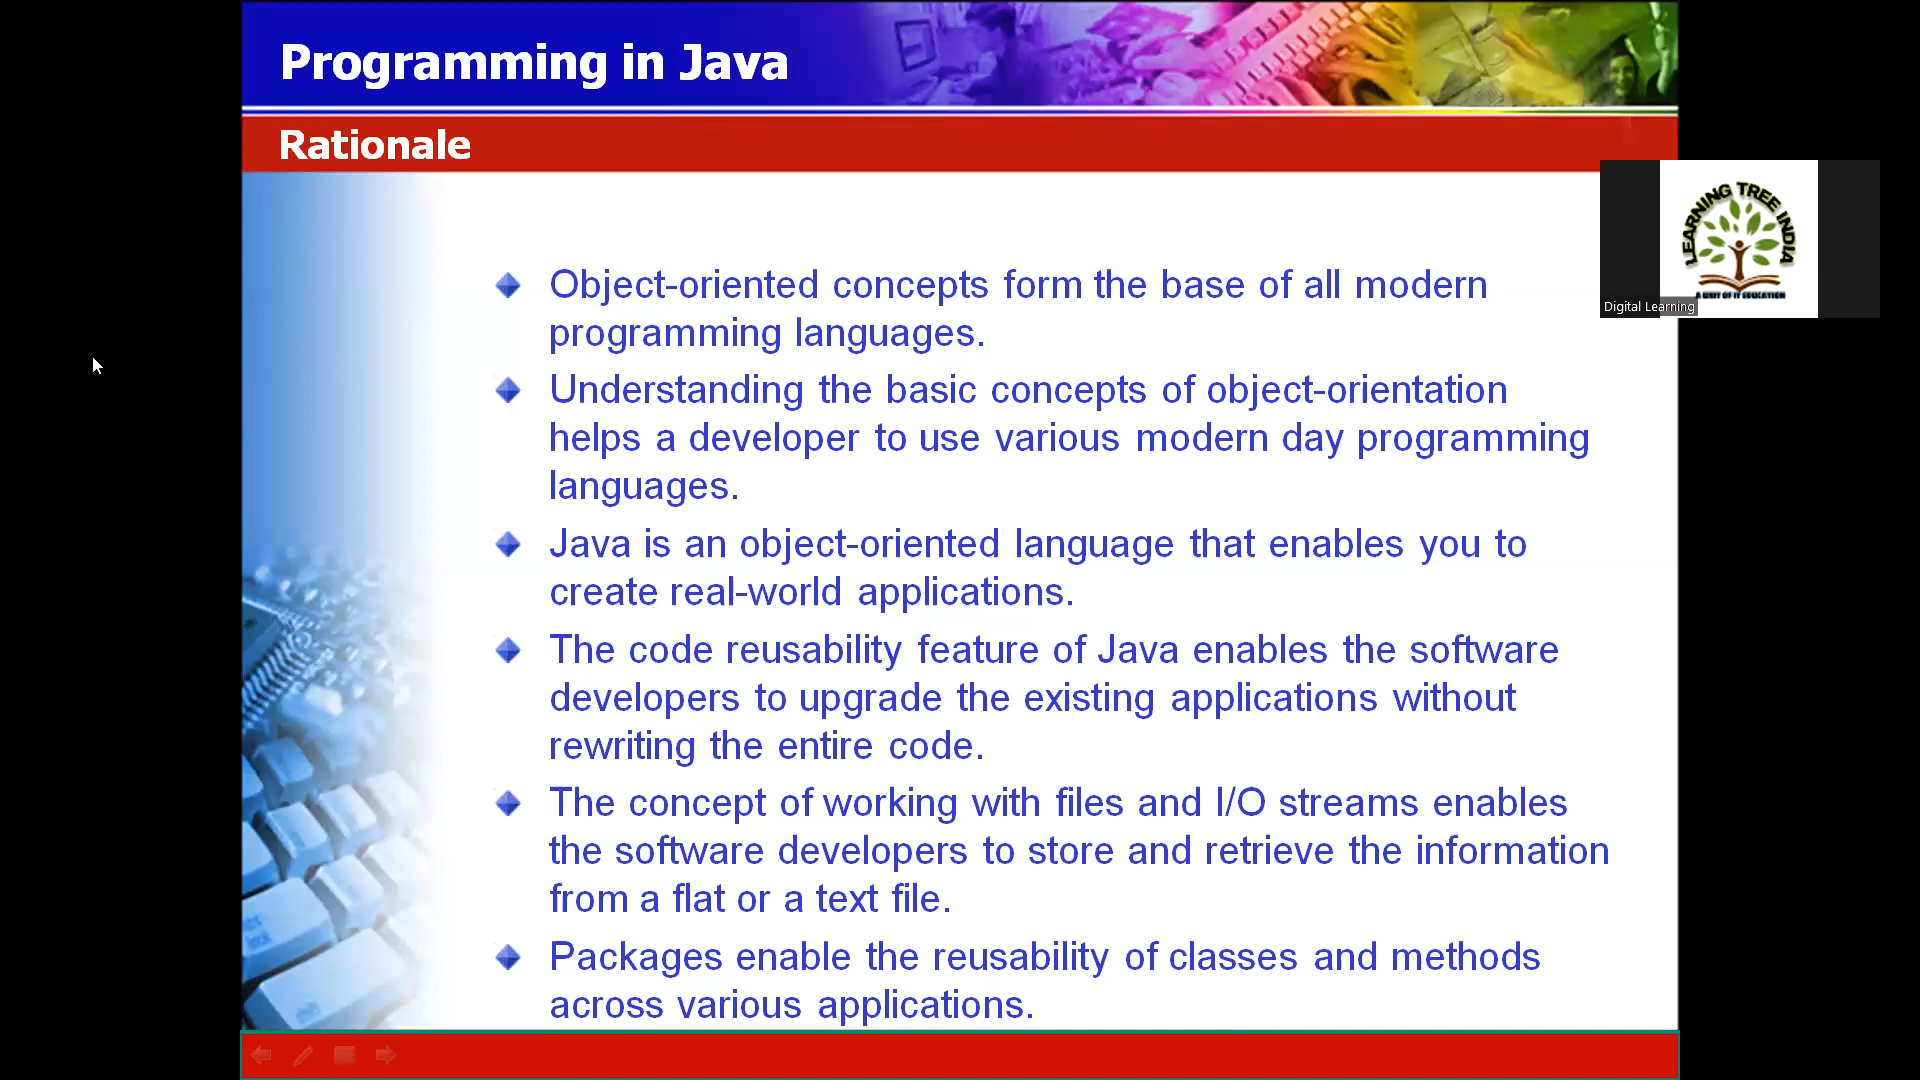 Programming in Java
Rationale
Object-oriented concepts form the base of all modern
programming languages.
Understanding the basic concepts of object-orientation
helps a developer to use various modern day programming
languages.
Java is an object-oriented language that enables you to
create real-world applications.
The code reusability feature of Java enables the software
developers to upgrade the existing applications without
rewriting the entire code.
The concept of working with files and I/O streams enables
the software developers to store and retrieve the information
from a flat or a text file.
Packages enable the reusability of classes and methods
across various applications.
LEARNING TREE INDIA
A UNIT OF IT EDUCATION
Digital Learning